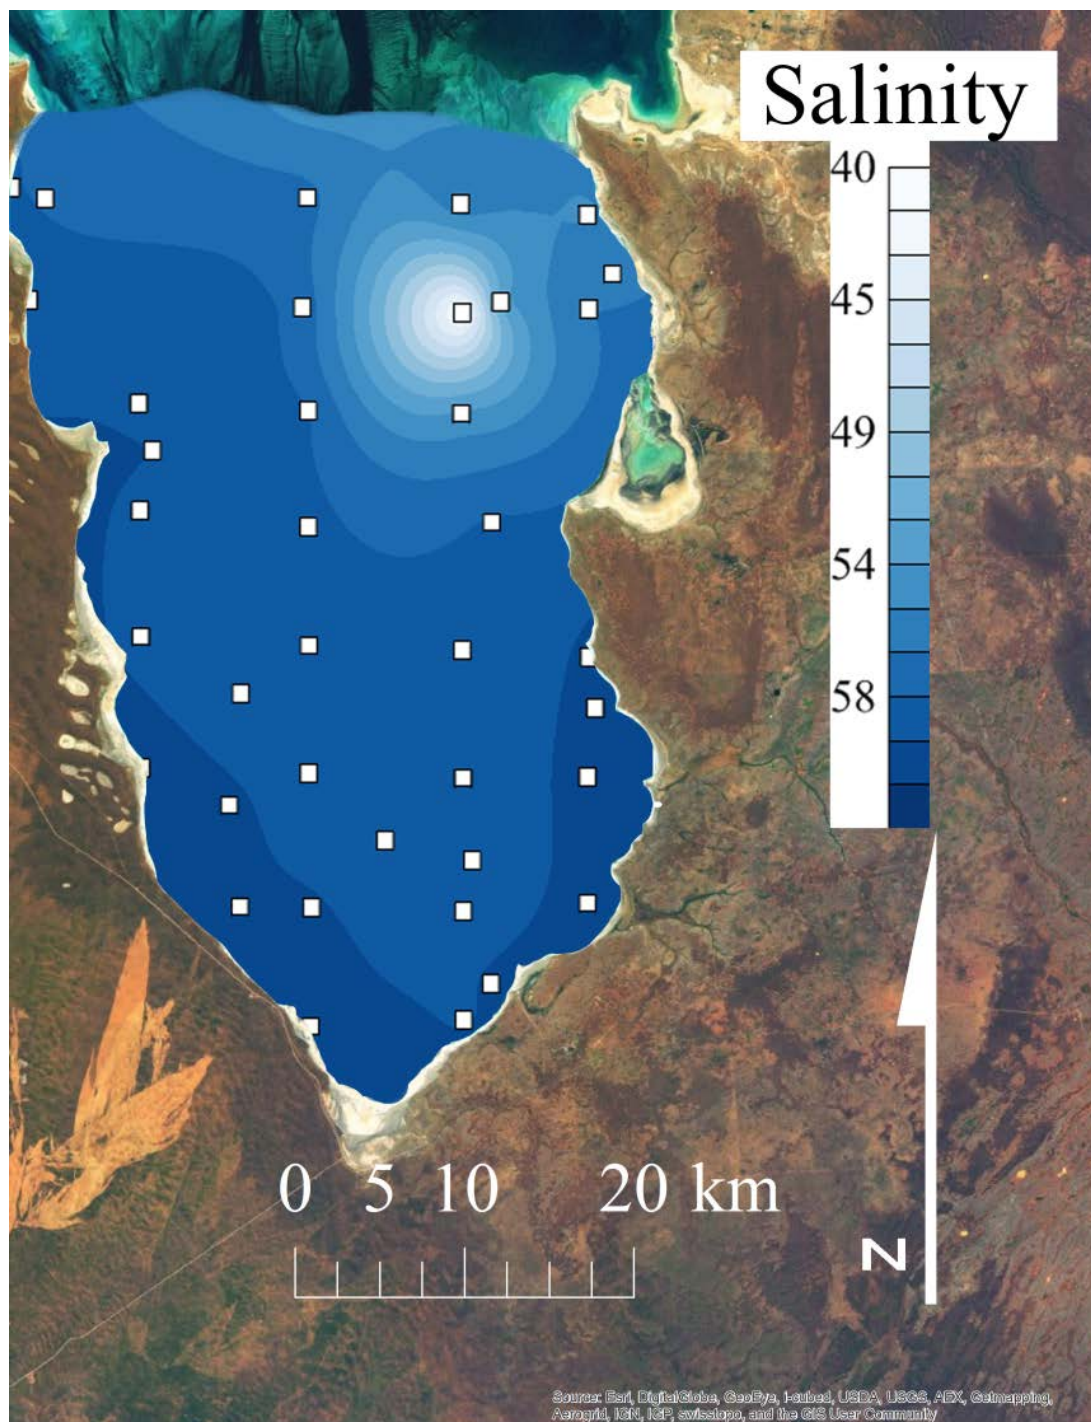 Salinity
40
45
49
54
58
0 5 10 20 km
N
Source: Esri, DigitalGlobe, GeoEye, i-cubed, USDA, USGS, AEX, Getmapping,
Aerogrid, IGN, IGP, swisstopo, and the GIS User Community